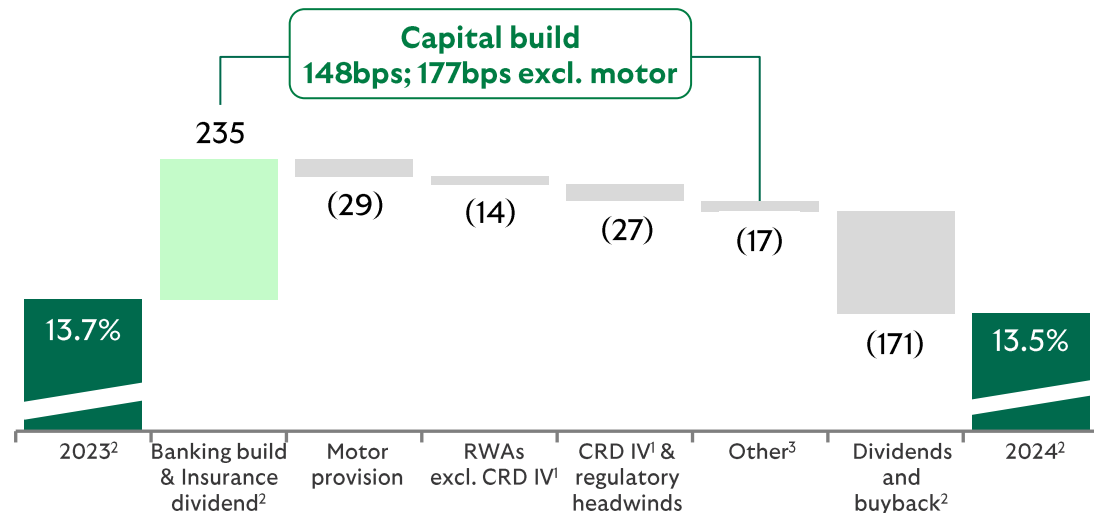 Capital build
148bps; 177bps excl. motor
235
(29)
(14)
(27)
(17)
(171)
13.7%
13.5%
2023²
Banking build
& Insurance
dividend²
Motor
provision
RWAs
excl. CRD IV¹
CRD IV¹ &
regulatory
headwinds
Other³
Dividends
and
buyback²
2024²